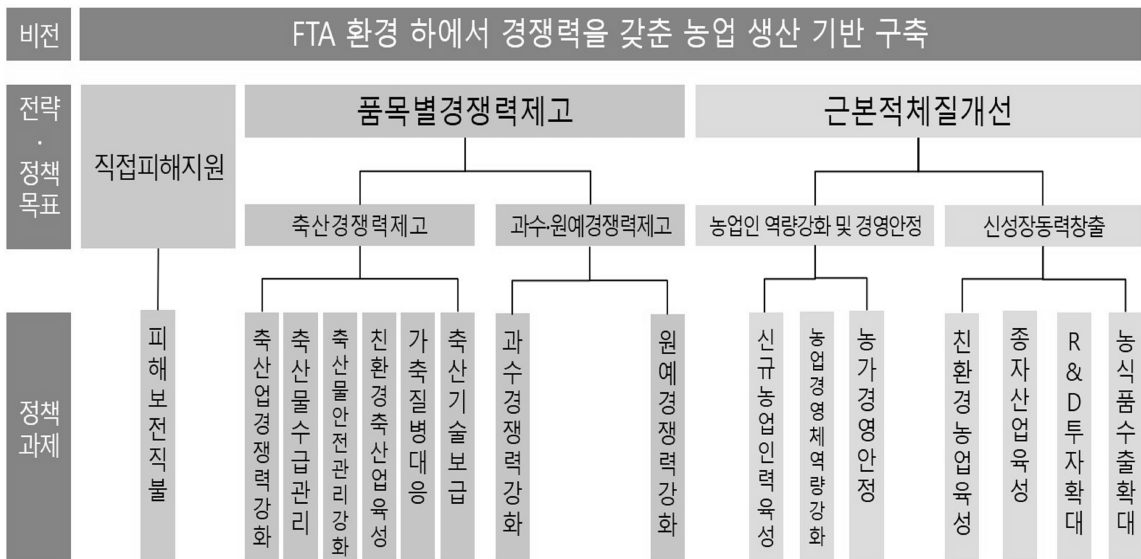 비전
FTA 환경 하에서 경쟁력을 갖춘 농업 생산 기반 구축
전략
·
정책
목표
직접피해지원
품목별경쟁력제고
근본적체질개선
축산경쟁력제고
과수·원예경쟁력제고
농업인 역량강화 및 경영안정
신성장동력창출
정책
과제
피해보전직불
축산업경쟁력강화
축산물수급관리
축산물안전관리강화
친환경축산업육성
가축질병대응
축산기술보급
과수경쟁력강화
원예경쟁력강화
신규농업인력육성
농업경영체역량강화
농가경영안정
친환경농업육성
종자산업육성
R&D투자확대
농식품수출확대